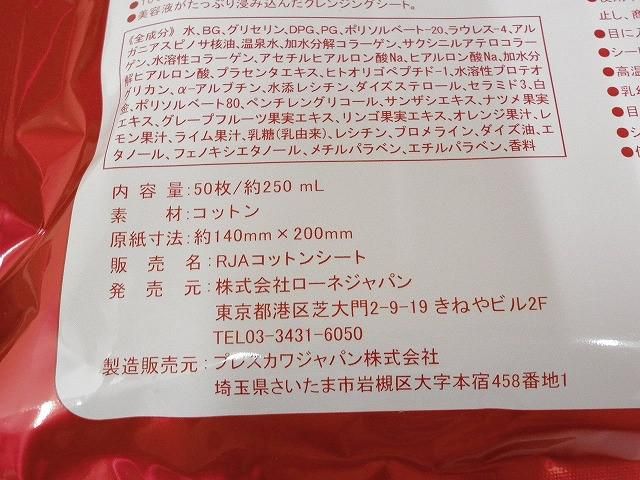 ●美容液がたっぷり浸み込んだクレンジングシート。
《全成分》水、BG、グリセリン、DPG、PG、ポリソルベート-20、ラウレス-4、アル
ガニアスピノサ核油、温泉水、加水分解コラーゲン、サクシニルアテロコラー
ゲン、水溶性コラーゲン、アセチルヒアルロン酸Na、ヒアルロン酸Na、加水分
解ヒアルロン酸、プラセンタエキス、ヒトオリゴペプチド-1、水溶性プロテオ
グリカン、α-アルブチン、水添レシチン、ダイズステロール、セラミド3、白
金、ポリソルベート80、ペンチレングリコール、サンザシエキス、ナツメ果実
エキス、グレープフルーツ果実エキス、リンゴ果実エキス、オレンジ果汁、レ
モン果汁、ライム果汁、乳糖(乳由来)、レシチン、ブロメライン、ダイズ油、エ
タノール、フェノキシエタノール、メチルパラベン、エチルパラベン、香料
内容量:50枚/約250 mL
素材:コットン
原紙寸法:約140mm×200mm
販売名:RJAコットンシート
発売元:株式会社ローネジャパン
東京都港区芝大門2-9-19 きねやビル2F
TEL03-3431-6050
製造販売元:プレスカワジャパン株式会社
埼玉県さいたま市岩槻区大字本宿458番地1
止し、商
●目に入
●シー
●高温
●乳幼
●目